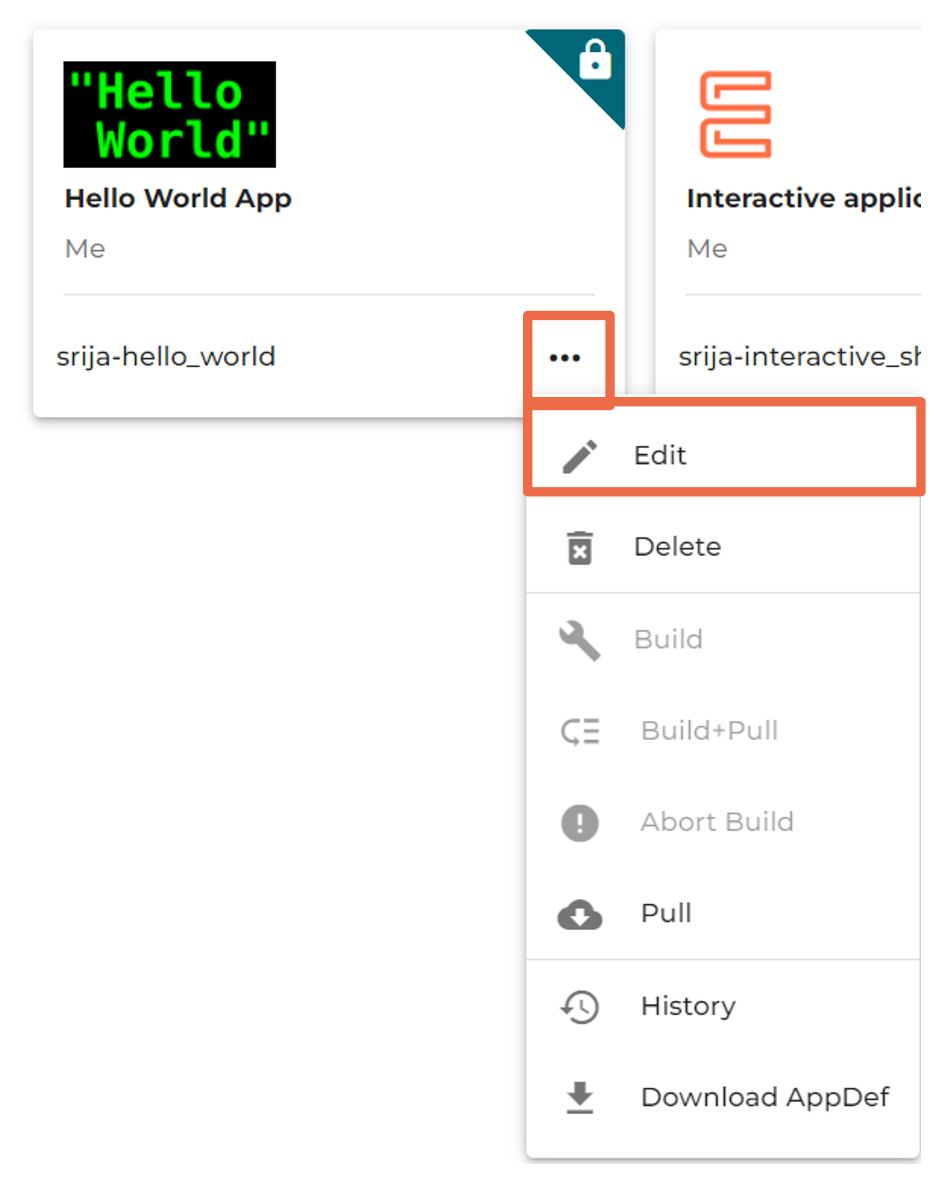 "Hello
World"
Hello World App
Me
srija-hello_world
Interactive applic
Me
srija-interactive_sh
Edit
Delete
Build
Build+Pull
Abort Build
Pull
History
Download AppDef